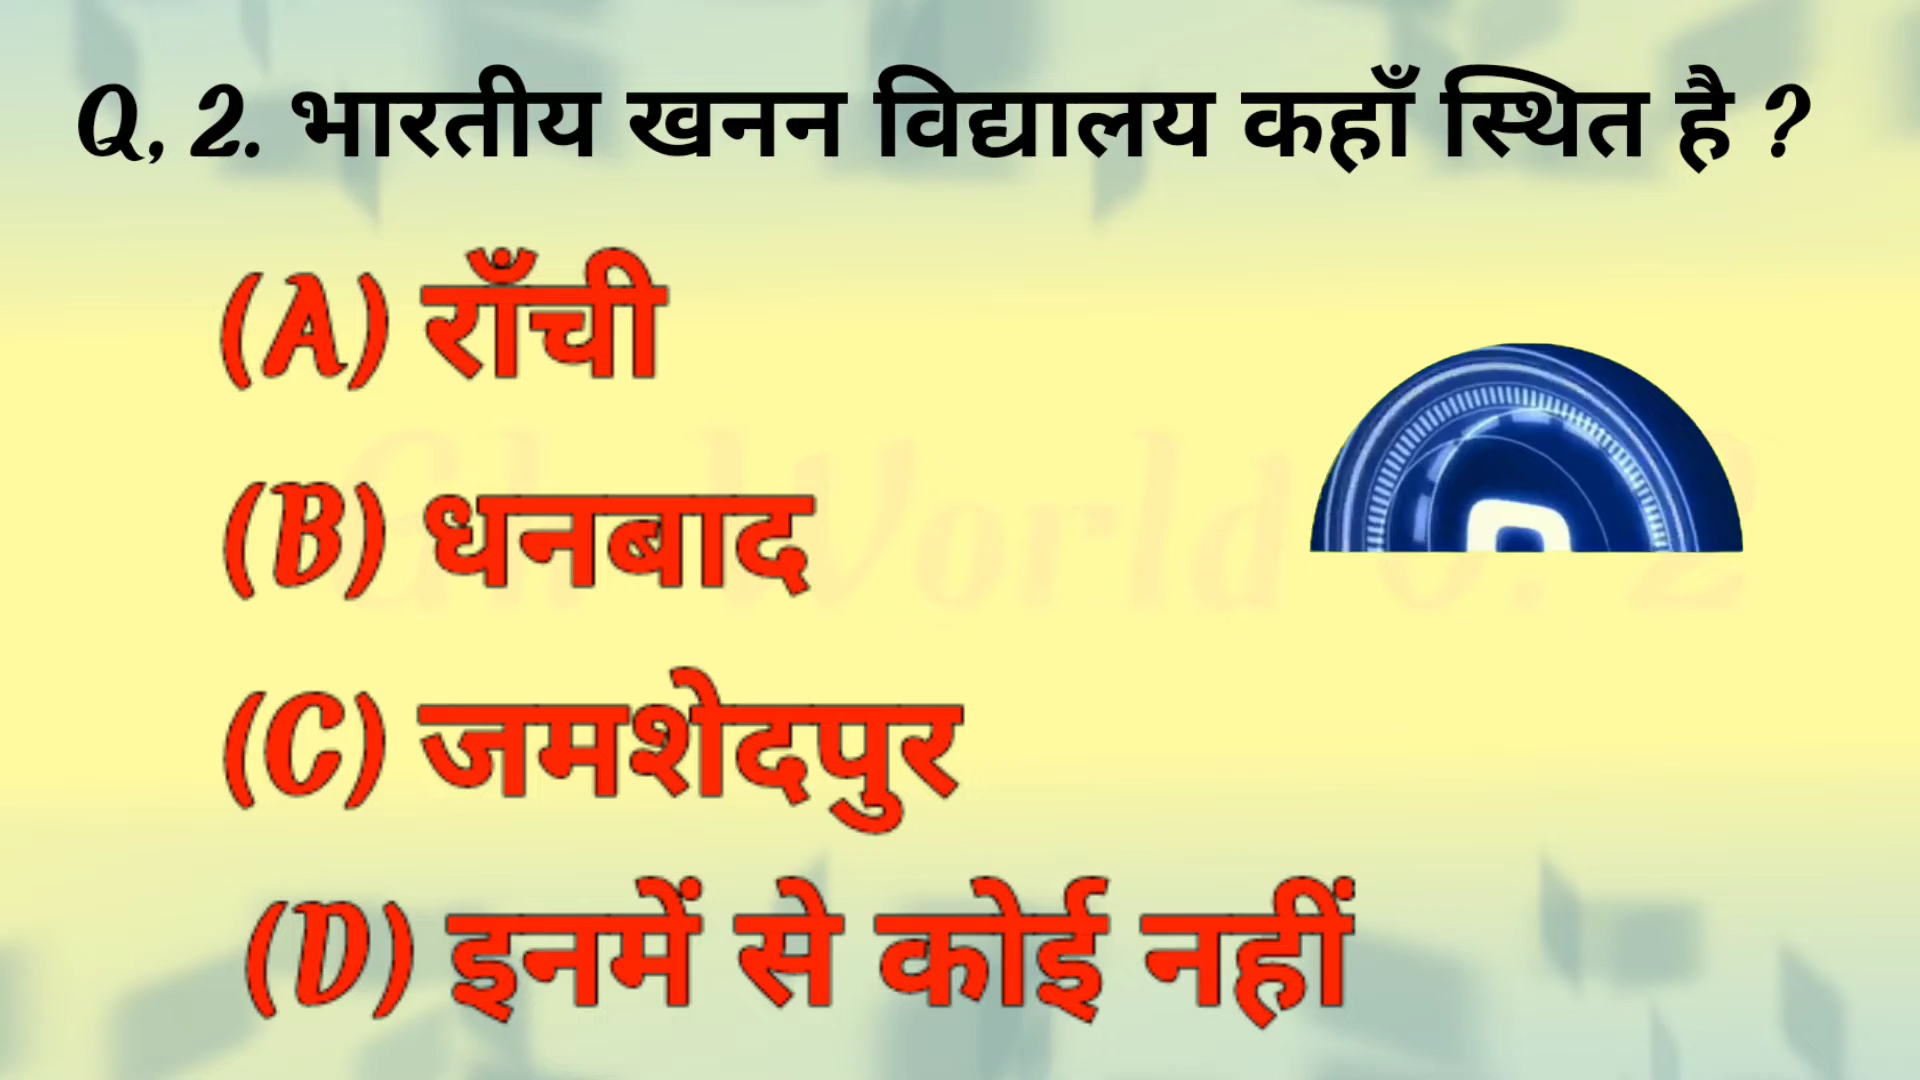 Q, 2. भारतीय खनन विद्यालय कहाँ स्थित है ?
(A) राँची
(B) धनबाद
(C) जमशेदपुर
(D) इनमें से कोई नहीं